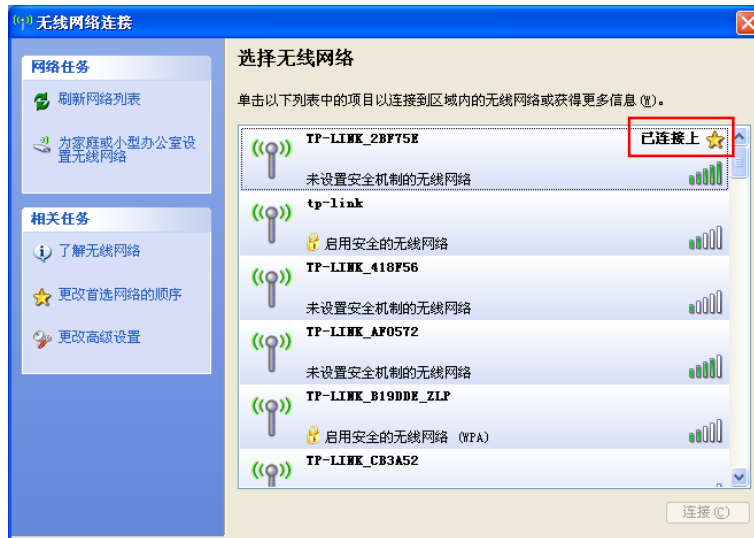 无线网络连接
网络任务
刷新网络列表
为家庭或小型办公室设
置无线网络
相关任务
了解无线网络
更改首选网络的顺序
更改高级设置
选择无线网络
单击以下列表中的项目以连接到区域内的无线网络或获得更多信息(W)。
TP-LINK_2BF75E 已连接上
未设置安全机制的无线网络
tp-link
启用安全的无线网络
TP-LINK_418F56
未设置安全机制的无线网络
TP-LINK_AF0572
未设置安全机制的无线网络
TP-LINK_B19DDE_ZLP
启用安全的无线网络 (WPA)
TP-LINK_CB3A52
连接(C)